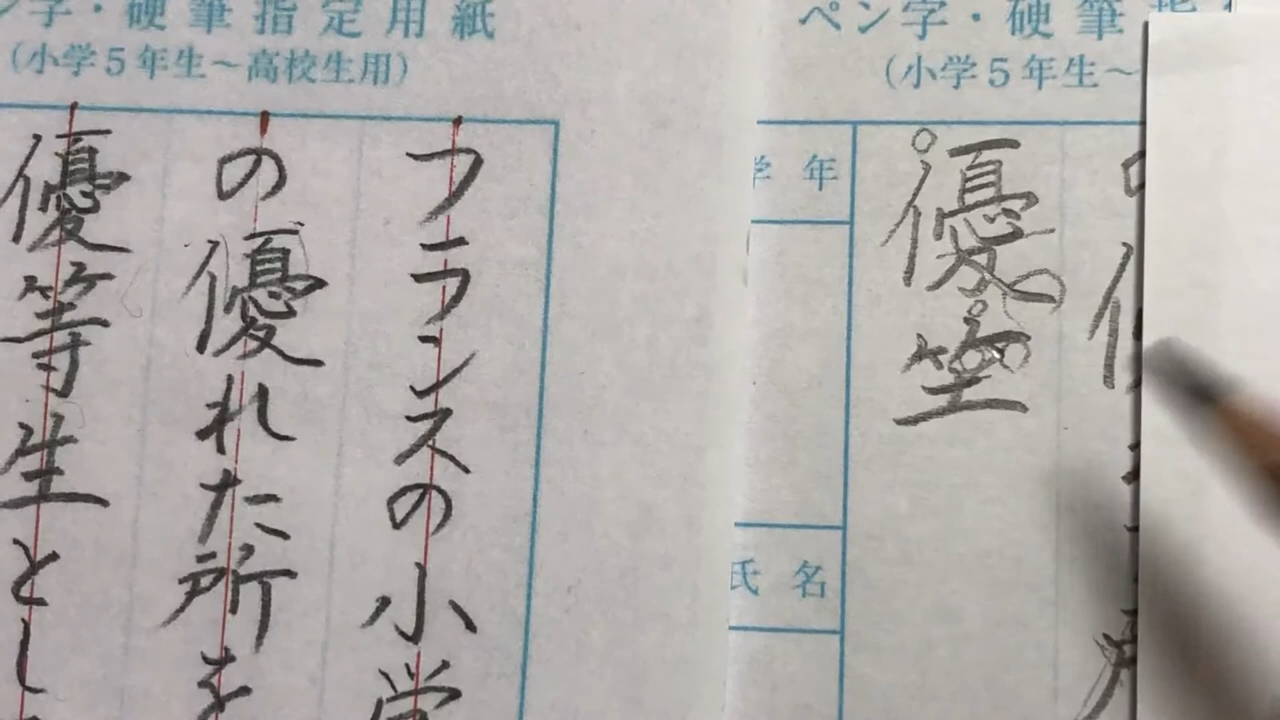 ン字・硬筆指定用紙
(小学5年生～高校生用)
フランスの小学
の優れた所を
優等生とし
ペン字・硬筆指
(小学5年生～
学年
氏名
優